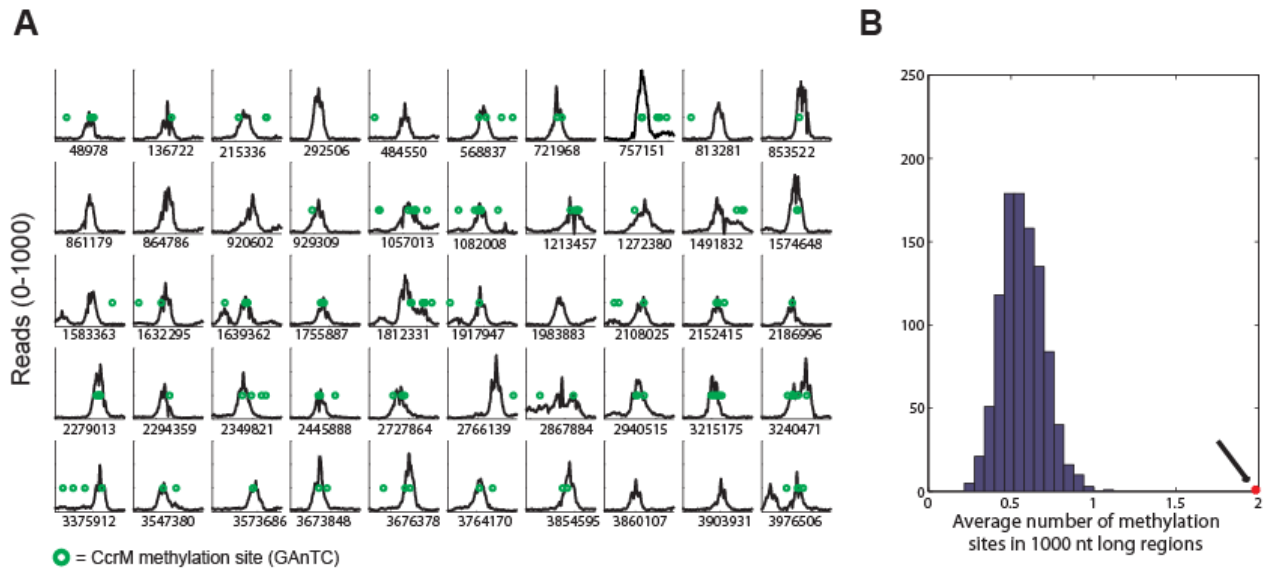 A
B
Reads (0-1000)
48978 136722 215336 292506 484550 568837 721968 757151 813281 853522
861179 864786 920602 929309 1057013 1082008 1213457 1272380 1491832 1574648
1583363 1632295 1639362 1755887 1812331 1917947 1983883 2108025 2152415 2186996
2279013 2294359 2349821 2445888 2727864 2766139 2867884 2940515 3215175 3240471
3375912 3547380 3573686 3673848 3676378 3764170 3854595 3860107 3903931 3976506
= CcrM methylation site (GAnTC)
250
200
150
100
50
0
0 0.5 1 1.5 2
Average number of methylation
sites in 1000 nt long regions